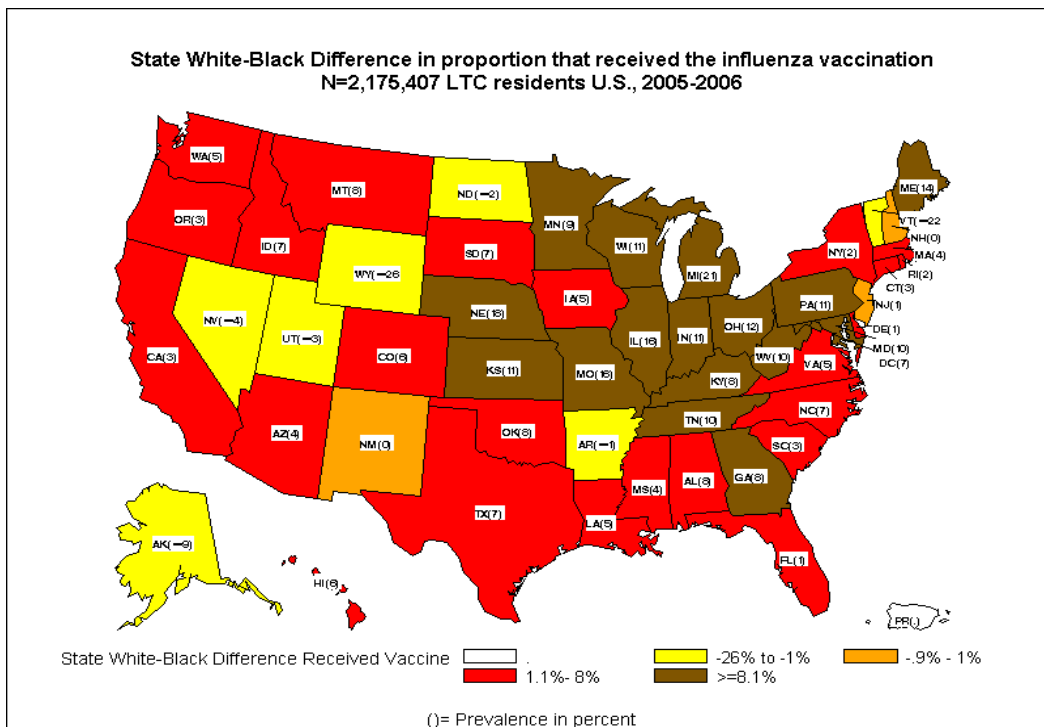 State White-Black Difference in proportion that received the influenza vaccination
N=2,175,407 LTC residents U.S., 2005-2006
WA(5)
MT(8)
ND(−2)
MN(9)
ME(14)
VT(−22
OR(3)
ID(7)
WI(11)
NH(0)
SD(7)
NY(2)
MA(4)
WY(−26)
MI(21)
RI(2)
CT(3)
IA(5)
PA(11)
NJ(1)
NE(18)
NV(−4)
OH(12)
IL(16)
IN(11)
DE(1)
UT(−3)
MD(10)
CA(3)
CO(6)
WV(10)
VA(5)
DC(7)
KS(11)
MO(16)
KY(8)
NC(7)
TN(10)
AZ(4)
NM(0)
OK(8)
AR(−1)
SC(3)
GA(8)
MS(4)
AL(8)
TX(7)
LA(5)
AK(−9)
FL(1)
HI(6)
PR(.)
State White-Black Difference Received Vaccine
.
-26% to -1%
-.9% - 1%
1.1%- 8%
>=8.1%
()= Prevalence in percent